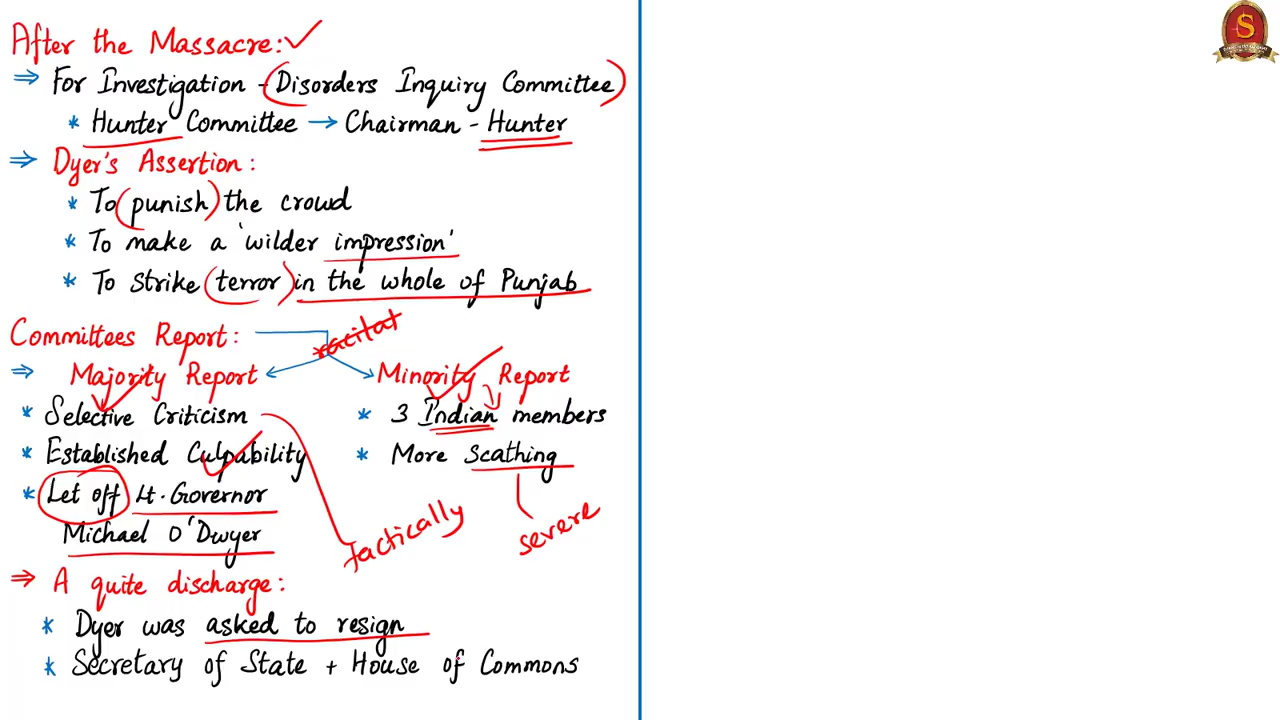 After the Massacre:
⇒ For Investigation - Disorders Inquiry Committee
* Hunter Committee → Chairman - Hunter
⇒ Dyer's Assertion:
* To punish the crowd
* To make a 'wilder impression'
* To strike terror in the whole of Punjab
Committees Report:
racilat
⇒ Majority Report
* Selective Criticism
* Established Culpability
* Let off Lt. Governor
Michael O'Dwyer
tactically
Minority Report
* 3 Indian members
* More Scathing
severe
⇒ A quite discharge:
* Dyer was asked to resign
* Secretary of State + House of Commons
S